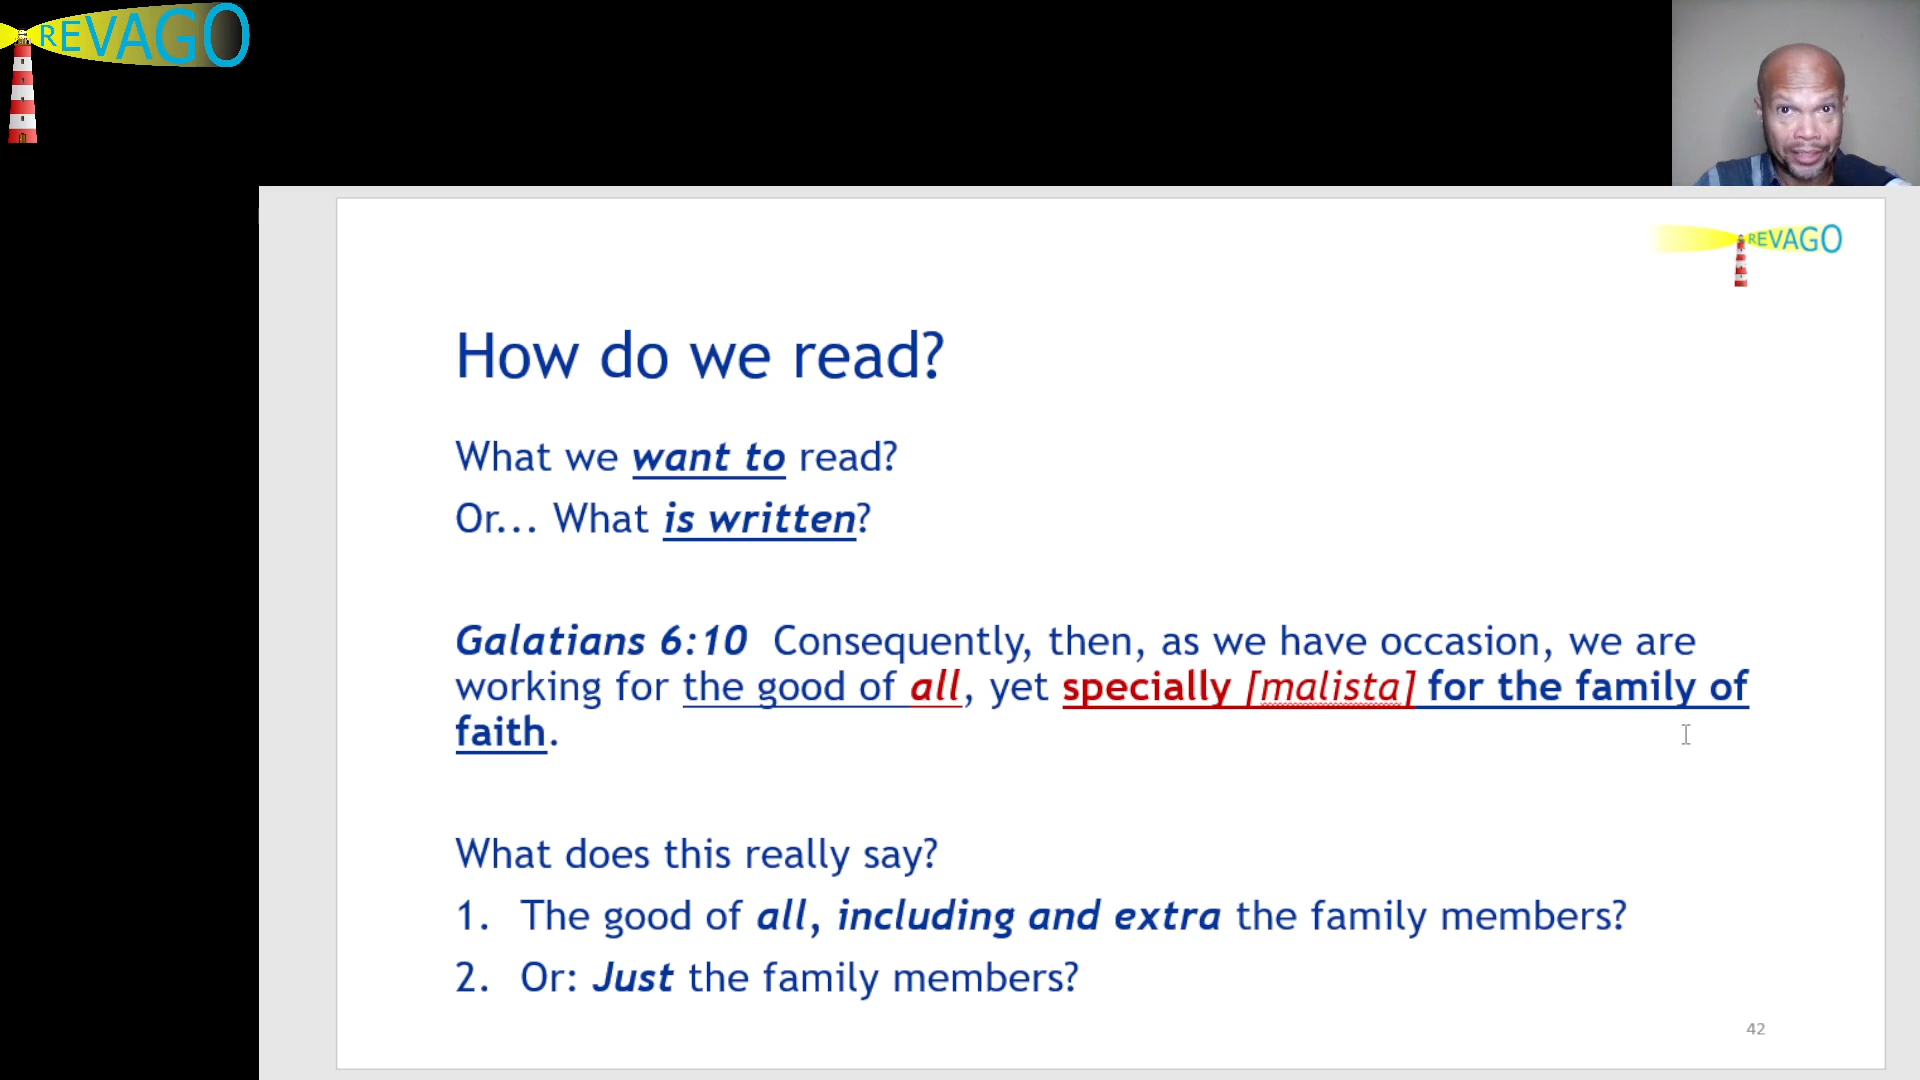 REVAGO
REVAGO
How do we read?
What we want to read?
Or... What is written?
Galatians 6:10 Consequently, then, as we have occasion, we are
working for the good of all, yet specially [malista] for the family of
faith.
What does this really say?
1. The good of all, including and extra the family members?
2. Or: Just the family members?
42